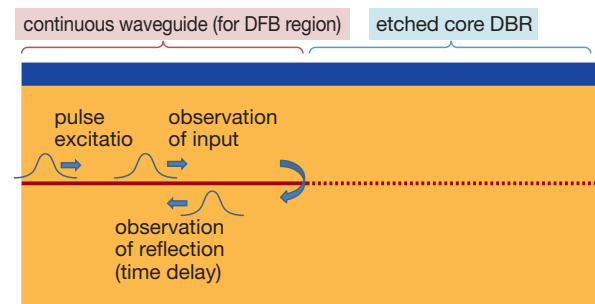 continuous waveguide (for DFB region)
etched core DBR
pulse
excitatio
observation
of input
observation
of reflection
(time delay)